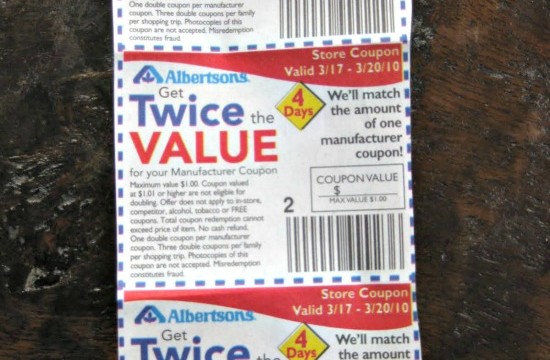 One double coupon per manufacturer
coupon. Three double coupons per family
per shopping trip. Photocopies of this
coupon are not accepted. Misredemption
constitutes fraud.
Store Coupon
Valid 3/17 - 3/20/10
Albertsons
Get
Twice the
VALUE
for your Manufacturer Coupon
4
Days
We'll match
the amount
of one
manufacturer
coupon!
Maximum value $1.00. Coupon valued
at $1.01 or higher are not eligible for
doubling. Offer does not apply to in-store,
competitor, alcohol, tobacco or FREE
coupons. Total coupon redemption cannot
exceed price of item. No cash refund.
One double coupon per manufacturer
coupon. Three double coupons per family
per shopping trip. Photocopies of this
coupon are not accepted. Misredemption
constitutes fraud.
COUPON VALUE
$
MAX VALUE $1.00
2
Store Coupon
Valid 3/17 - 3/20/10
Albertsons
Get
Twice the
4
Days
We'll match
the amount